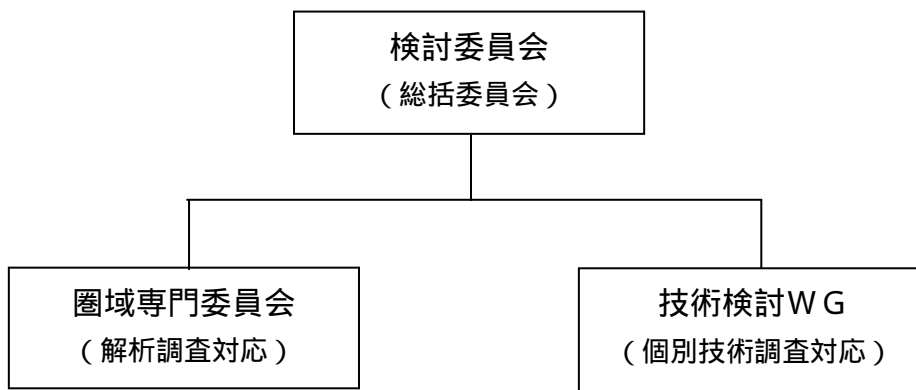 検討委員会
（総括委員会）
圏域専門委員会
（解析調査対応）
技術検討ＷＧ
（個別技術調査対応）